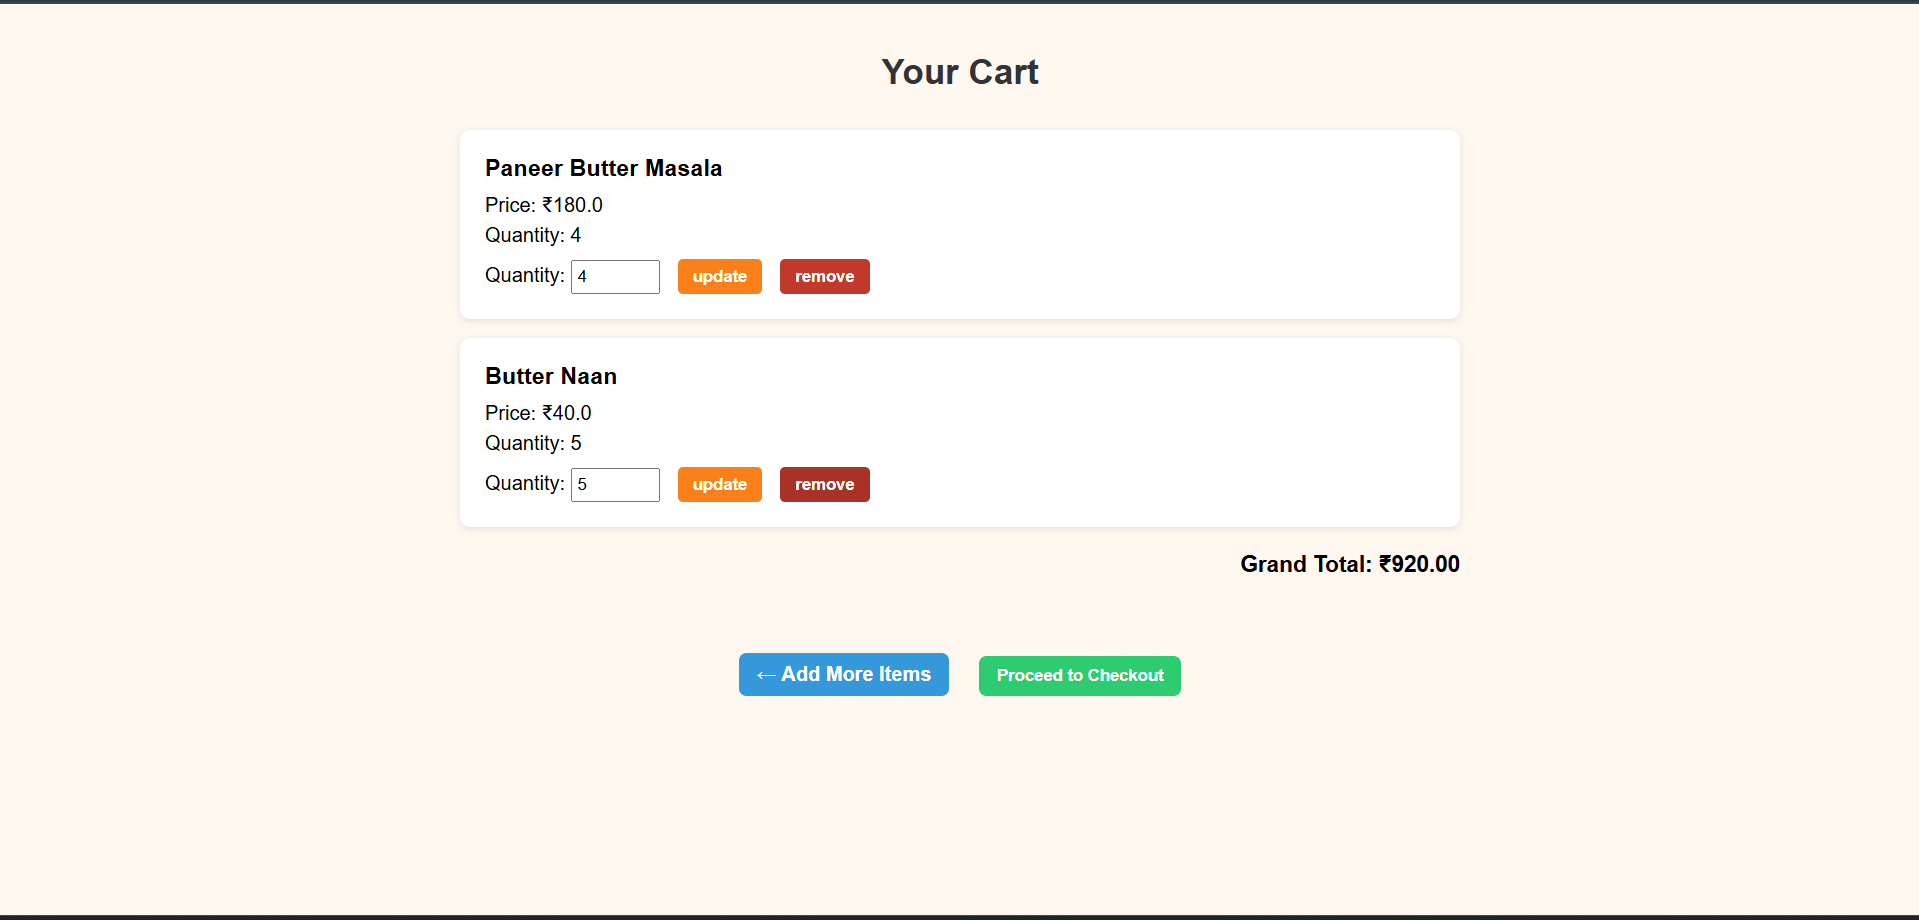 Your Cart
Paneer Butter Masala
Price: ₹180.0
Quantity: 4
Quantity: 4 update remove
Butter Naan
Price: ₹40.0
Quantity: 5
Quantity: 5 update remove
Grand Total: ₹920.00
← Add More Items Proceed to Checkout